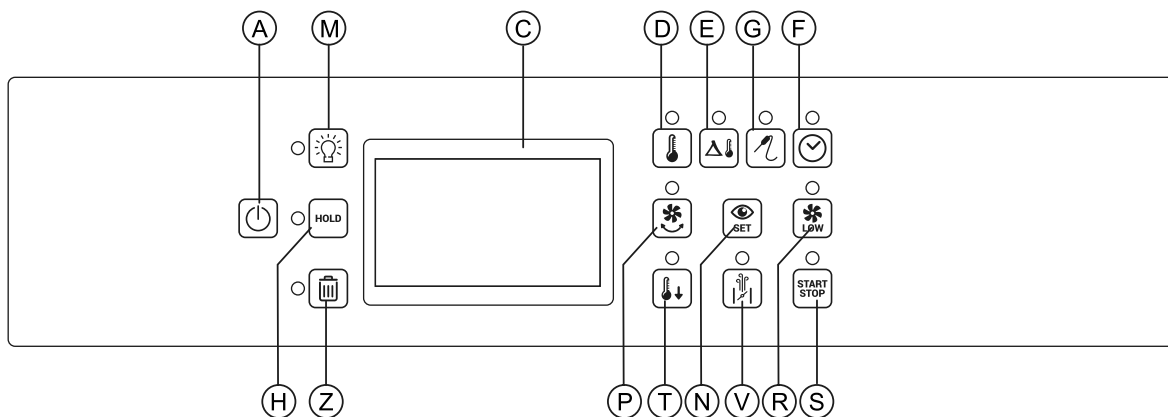 A M C D E G F
HOLD
SET
LOW
START
STOP
H Z P T N V R S